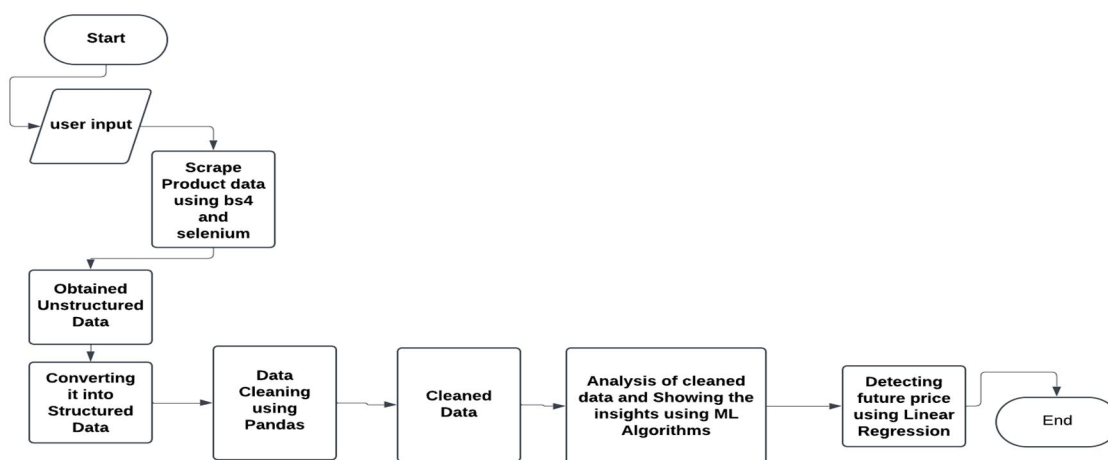 Start
user input
Scrape
Product data
using bs4
and
selenium
Obtained
Unstructured
Data
Converting
it into
Structured
Data
Data
Cleaning
using
Pandas
Cleaned
Data
Analysis of cleaned
data and Showing the
insights using ML
Algorithms
Detecting
future price
using Linear
Regression
End